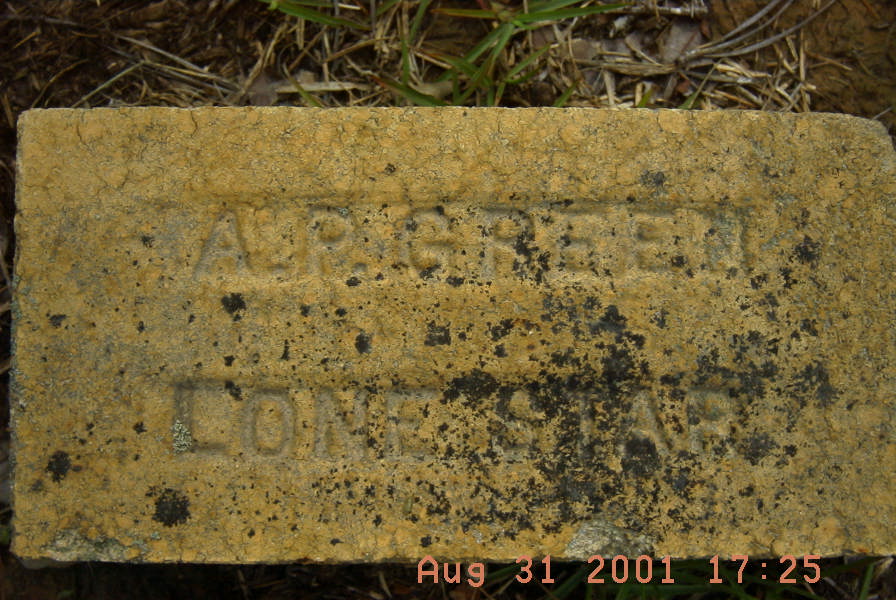 A.P. GREEN
LONE STAR
Aug 31 2001 17:25